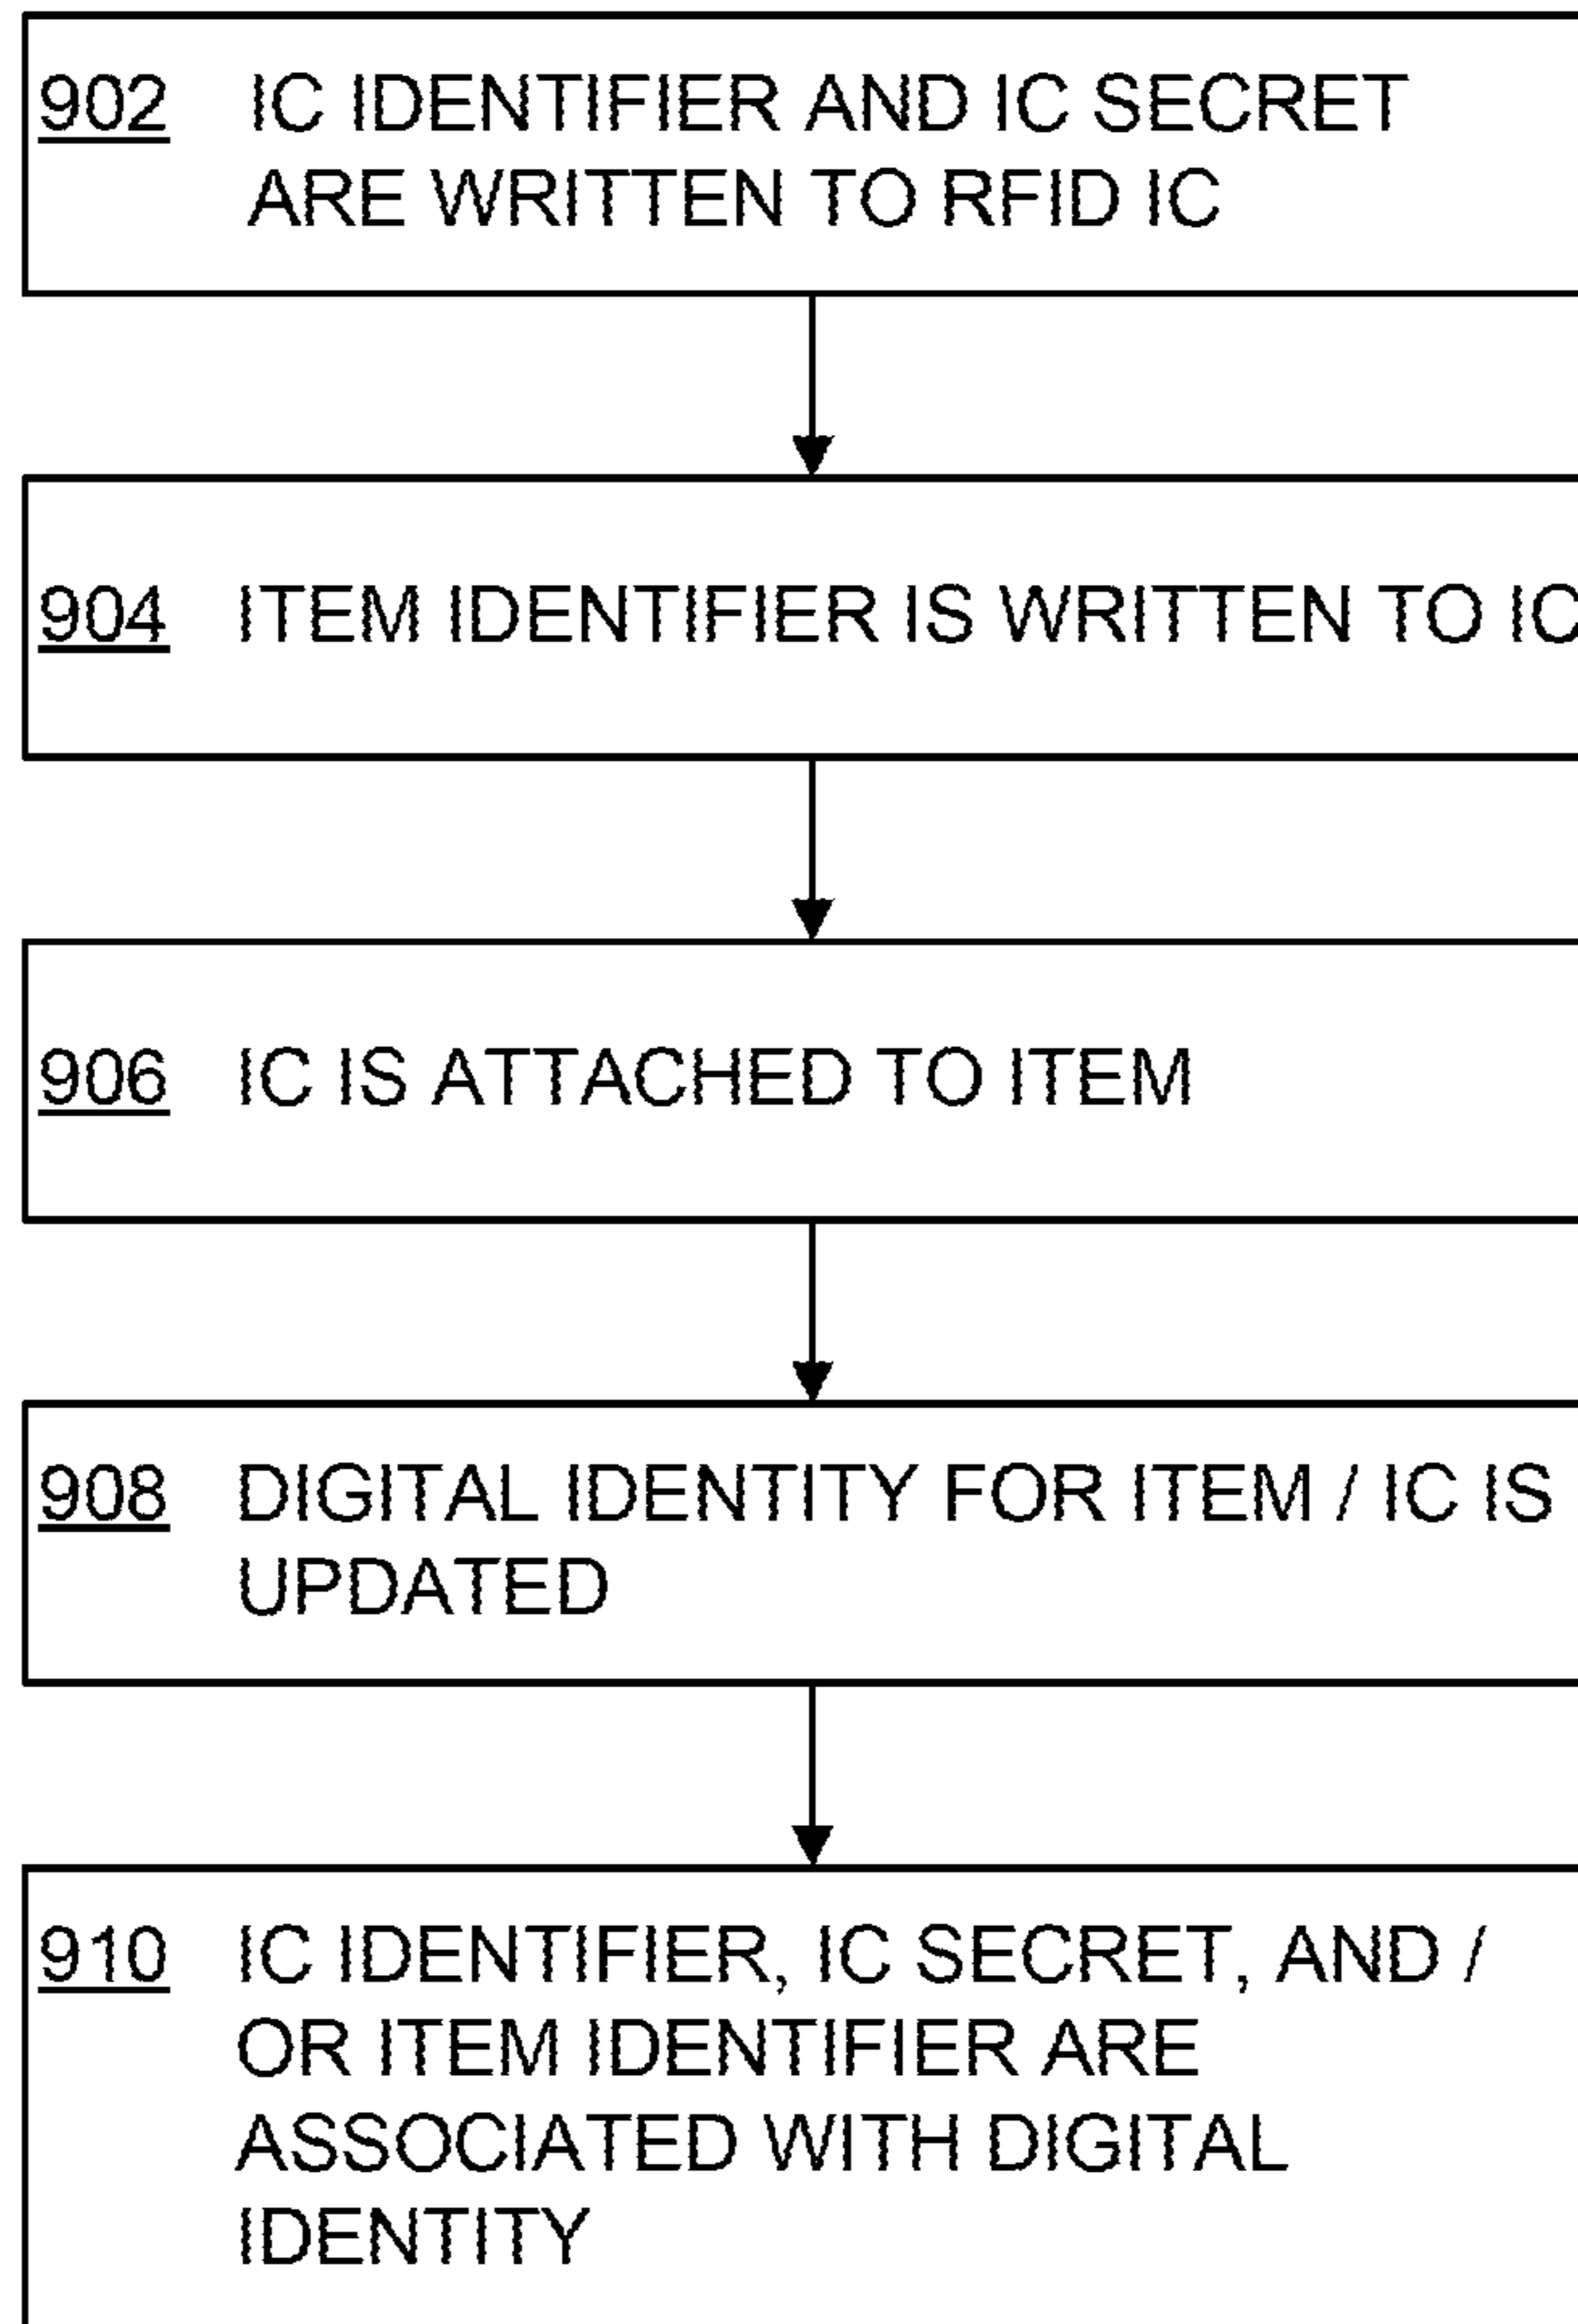 902 IC IDENTIFIER AND IC SECRET
ARE WRITTEN TO RFID IC
904 ITEM IDENTIFIER IS WRITTEN TO IC
906 IC IS ATTACHED TO ITEM
908 DIGITAL IDENTITY FOR ITEM / IC IS
UPDATED
910 IC IDENTIFIER, IC SECRET, AND /
OR ITEM IDENTIFIER ARE
ASSOCIATED WITH DIGITAL
IDENTITY